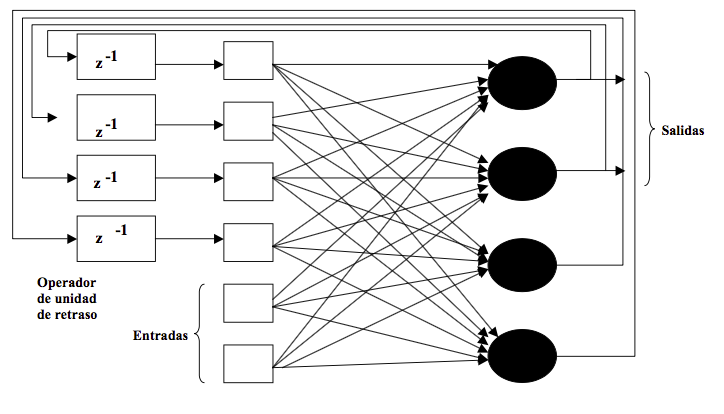 z -1
z -1
z -1
z -1
Operador
de unidad
de retraso
Entradas
Salidas